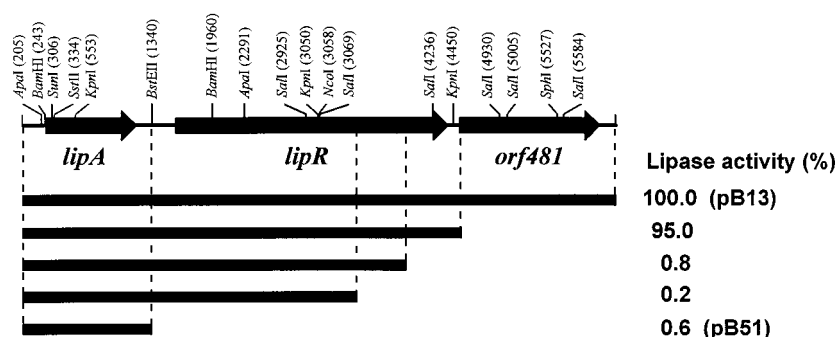 ApaI (205)
BamHI (243)
SunI (306)
SstII (334)
KpnI (553)
BstEII (1340)
BamHI (1960)
ApaI (2291)
SalI (2925)
KpnI (3050)
NcoI (3058)
SalI (3069)
SalI (4236)
KpnI (4450)
SalI (4930)
SalI (5005)
SphI (5527)
SalI (5584)
lipA
lipR
orf481
Lipase activity (%)
100.0 (pB13)
95.0
0.8
0.2
0.6 (pB51)